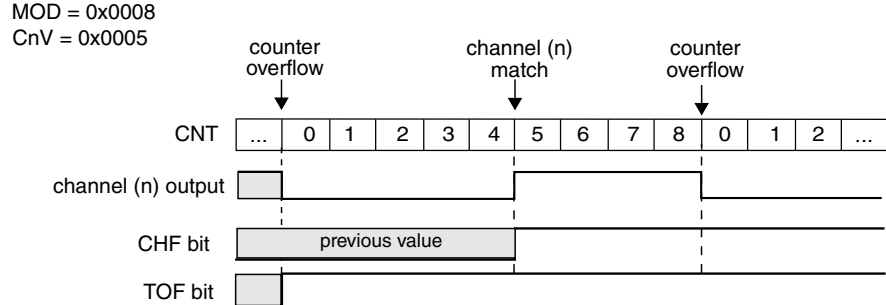 MOD = 0x0008
CnV = 0x0005
counter
overflow
channel (n)
match
counter
overflow
CNT ... 0 1 2 3 4 5 6 7 8 0 1 2 ...
channel (n) output
CHF bit previous value
TOF bit